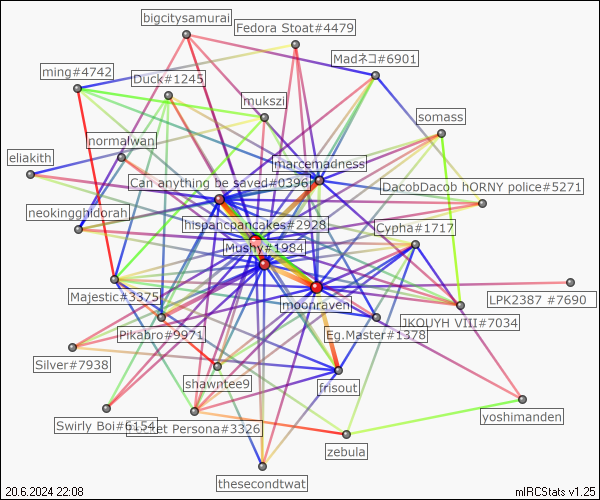 bigcitysamurai
Fedora Stoat#4479
Madネコ#6901
ming#4742
Duck#1245
mukszi
somass
normalwan
eliakith
marcemadness
Can anything be saved#0396
DacobDacob hORNY police#5271
neokingghidorah
hispancpancakes#2928
Cypha#1717
Mushy#1984
Majestic#3375
moonraven
LPK2387 #7690
JKOUYH VIII#7034
Pikabro#9971
Eg.Master#1378
Silver#7938
shawntee9
frisout
yoshimanden
Swirly Boi#6154
Persona#3326
zebula
thesecondtwat
20.6.2024 22:08
mIRCStats v1.25